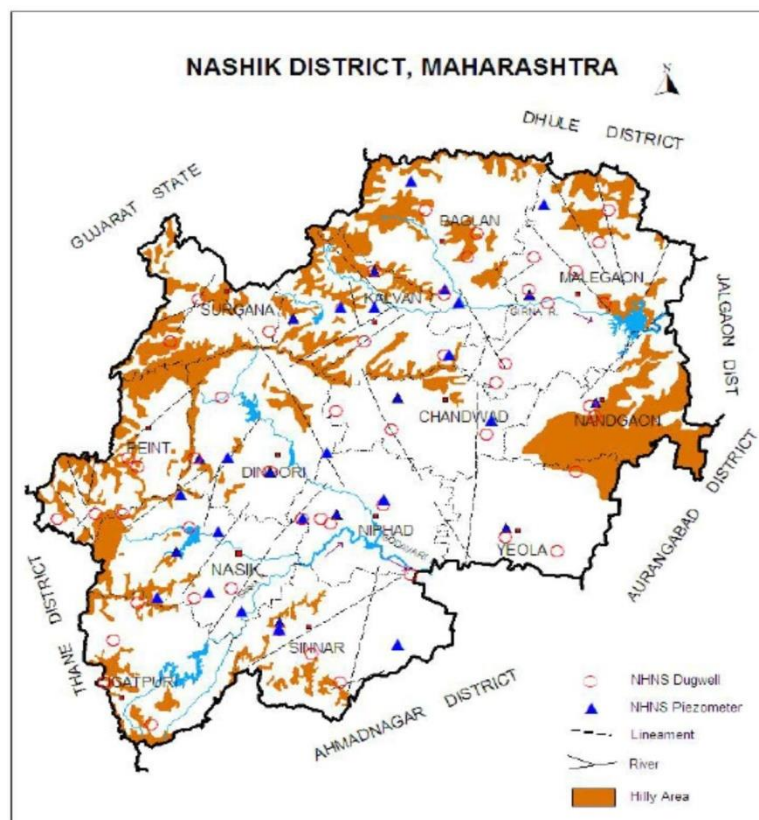 NASHIK DISTRICT, MAHARASHTRA
N
DHULE DISTRICT
GUJARAT STATE
BAGLAN
MALEGAON
SURGANA
KALVAN
GIRNA R.
JALGAON DIST
CHANDWAD
NANDGAON
PEINT
DINDORI
NIPHAD
GODAVARI
YEOLA
NASIK
AURANGABAD DISTRICT
THANE DISTRICT
SINNAR
IGATPURI
AHMADNAGAR DISTRICT
NHNS Dugwell
NHNS Piezometer
Lineament
River
Hilly Area